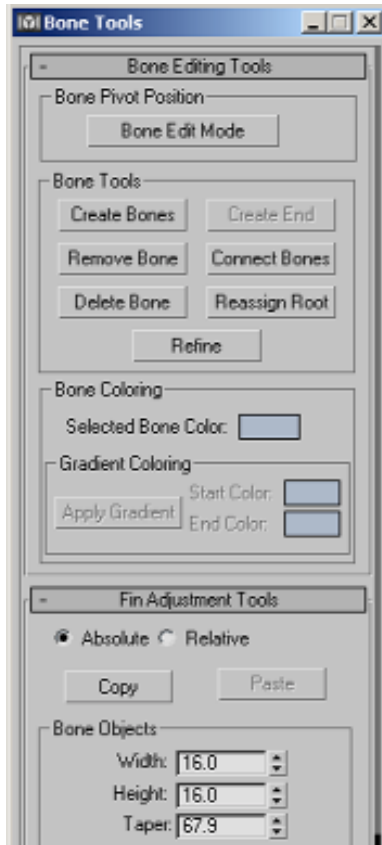 Bone Tools
- Bone Editing Tools
Bone Pivot Position
Bone Edit Mode
Bone Tools
Create Bones Create End
Remove Bone Connect Bones
Delete Bone Reassign Root
Refine
Bone Coloring
Selected Bone Color:
Gradient Coloring
Apply Gradient Start Color:
End Color:
- Fin Adjustment Tools
Absolute Relative
Copy Paste
Bone Objects
Width: 16.0
Height: 16.0
Taper: 67.9